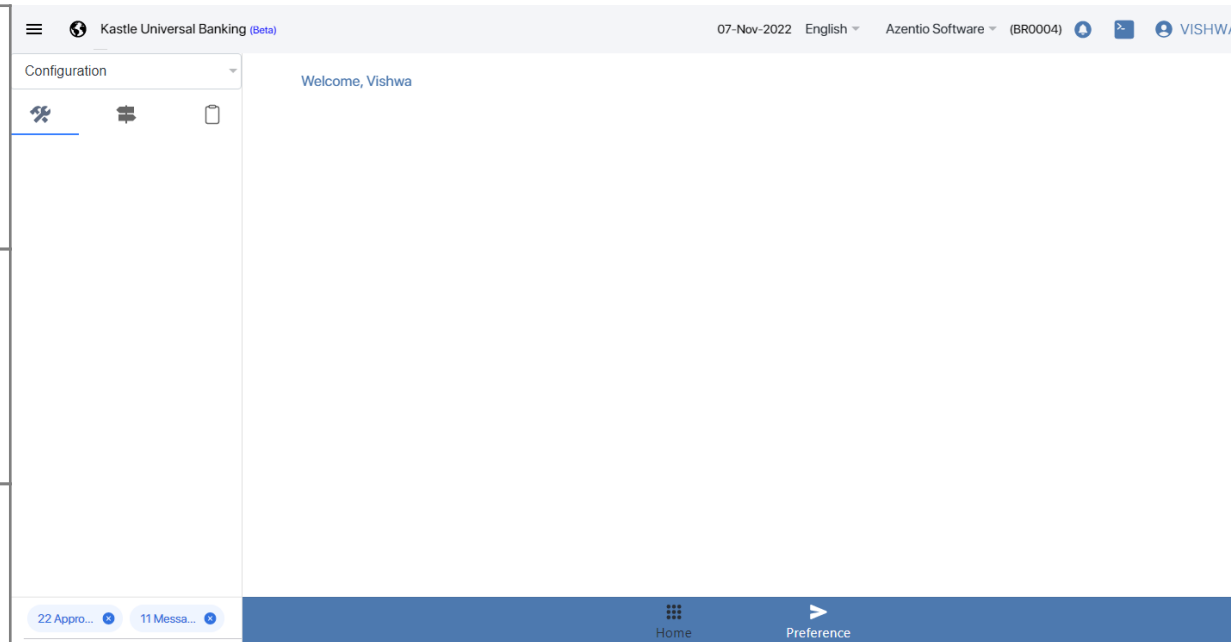 Kastle Universal Banking (Beta) 07-Nov-2022 English Azentio Software (BR0004) VISHWA
Configuration
Welcome, Vishwa
22 Appro... 11 Messa...
Home Preference